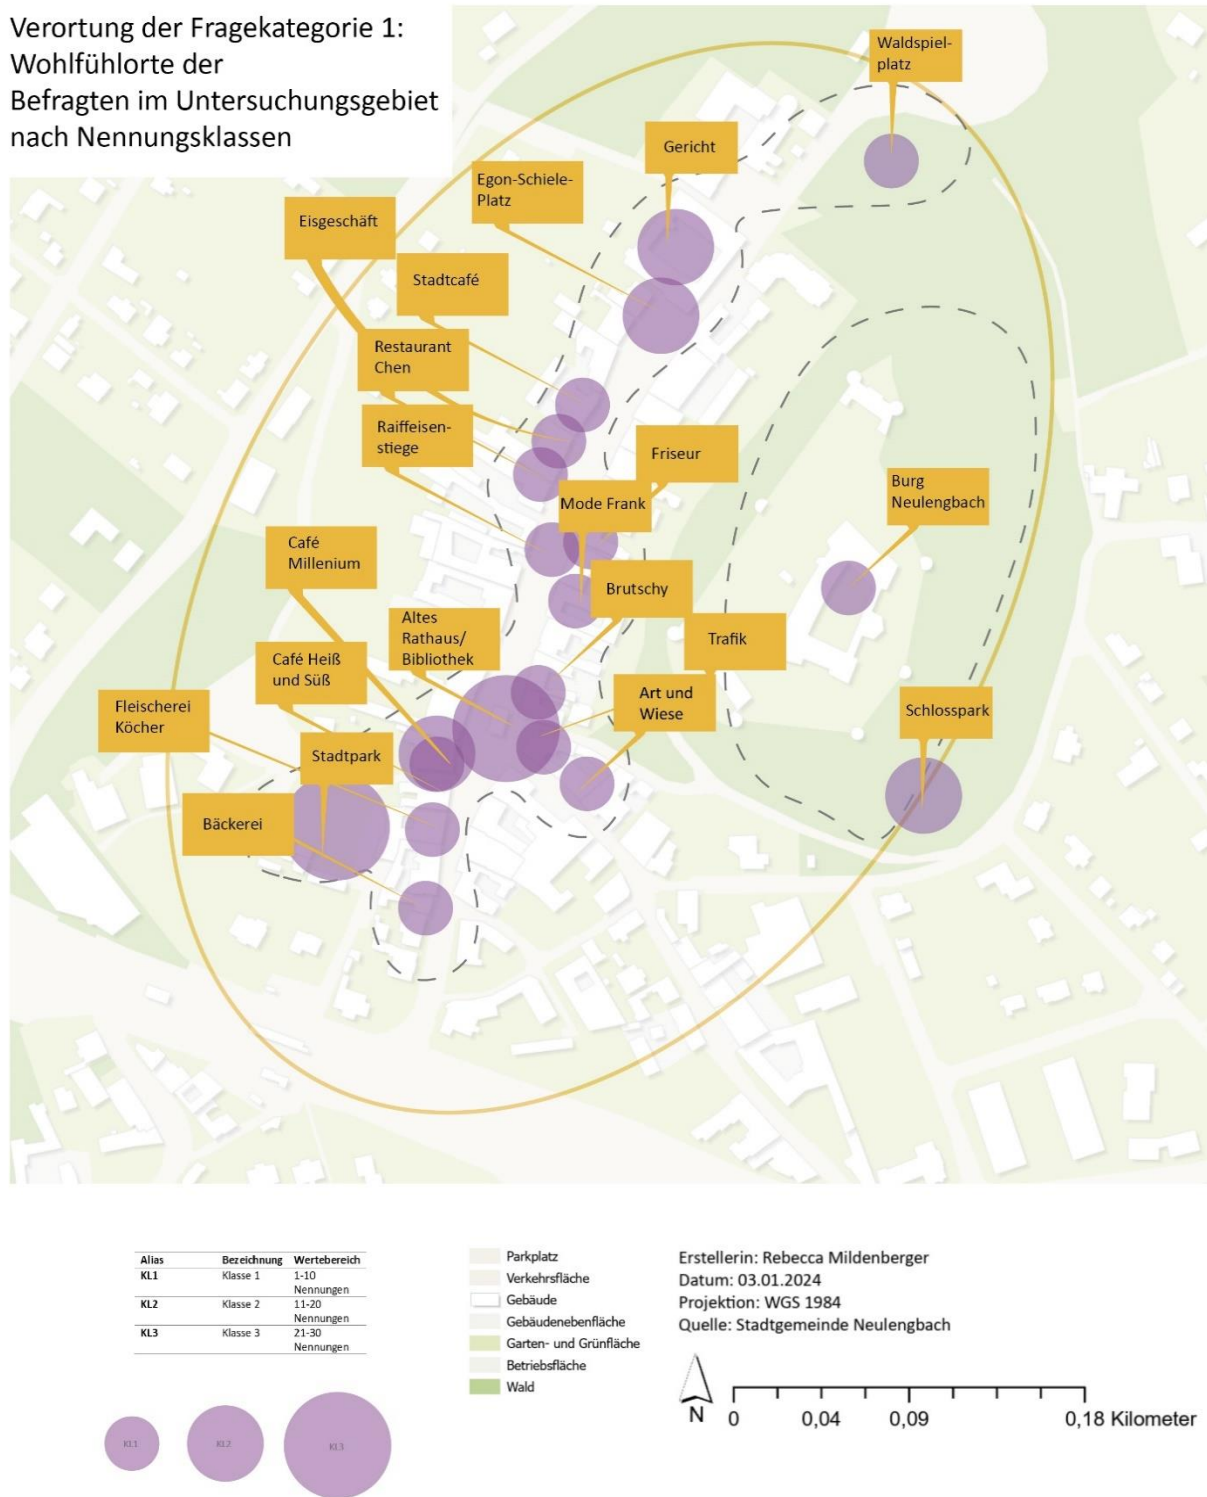 Verortung der Fragekategorie 1:
Wohlfühlorte der
Befragten im Untersuchungsgebiet
nach Nennungsklassen
Waldspiel-
platz
Gericht
Egon-Schiele-
Platz
Eisgeschäft
Stadtcafé
Restaurant
Chen
Raiffeisen-
stiege
Friseur
Mode Frank
Burg
Neulengbach
Café
Millenium
Brutschy
Altes
Rathaus/
Bibliothek
Trafik
Café Heiß
und Süß
Art und
Wiese
Fleischerei
Köcher
Schlosspark
Stadtpark
Bäckerei
Alias Bezeichnung Wertebereich
KL1 Klasse 1 1-10
Nennungen
KL2 Klasse 2 11-20
Nennungen
KL3 Klasse 3 21-30
Nennungen
KL1
KL2
KL3
Parkplatz
Verkehrsfläche
Gebäude
Gebäudenebenfläche
Garten- und Grünfläche
Betriebsfläche
Wald
Erstellerin: Rebecca Mildenberger
Datum: 03.01.2024
Projektion: WGS 1984
Quelle: Stadtgemeinde Neulengbach
N
0 0,04 0,09 0,18 Kilometer